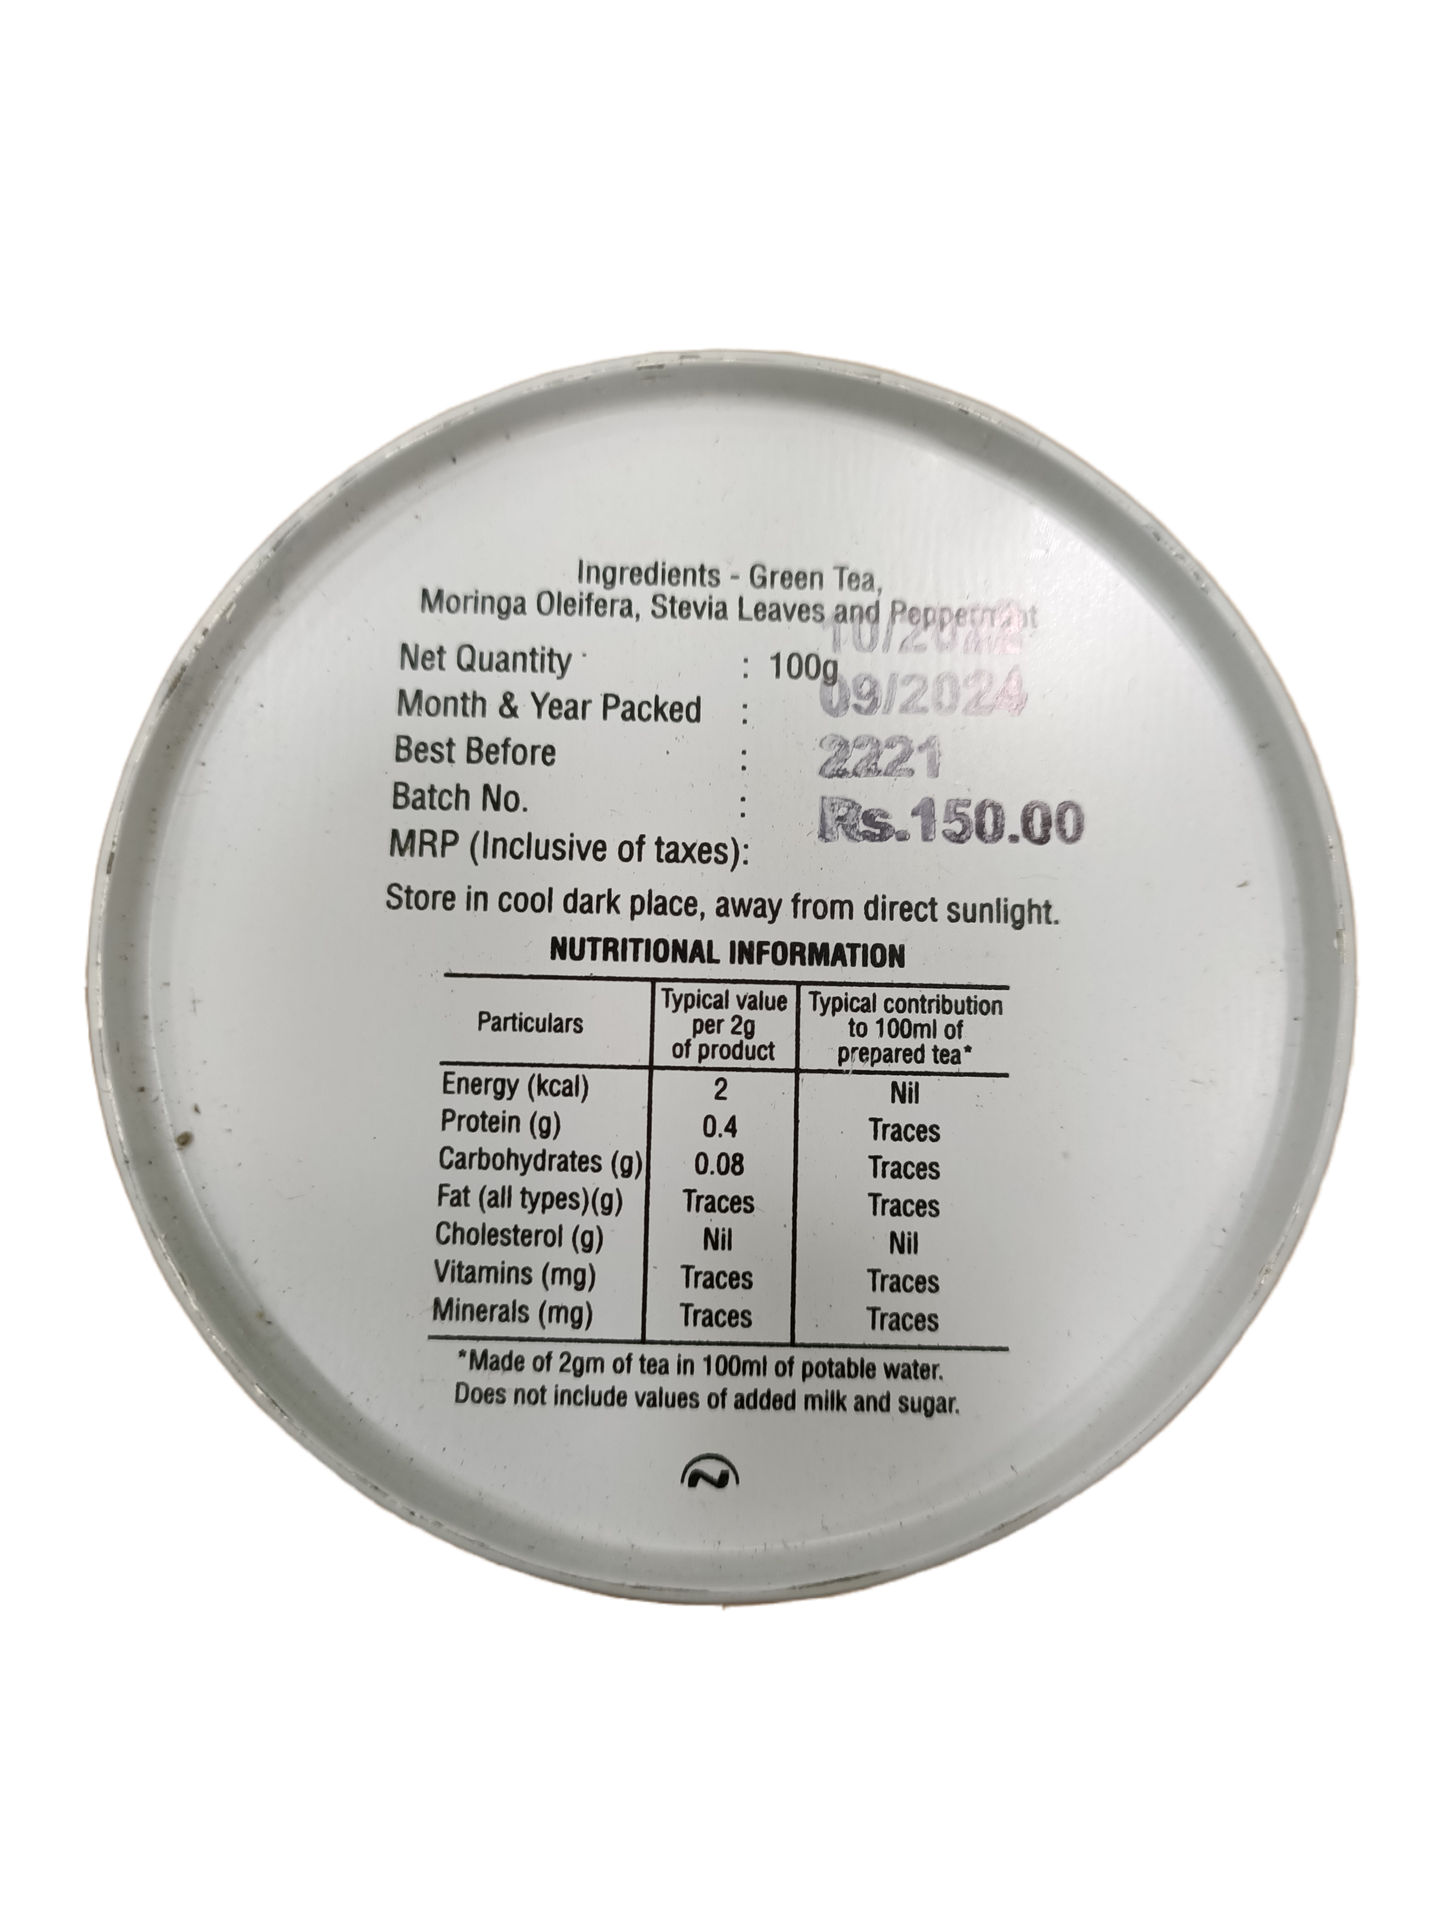 Ingredients - Green Tea,
Moringa Oleifera, Stevia Leaves and Peppermint
Net Quantity : 100g
Month & Year Packed :
Best Before : 09/2024
Batch No. : 2221
MRP (Inclusive of taxes): Rs.150.00
Store in cool dark place, away from direct sunlight.
NUTRITIONAL INFORMATION
Particulars Typical value per 2g of product Typical contribution to 100ml of prepared tea*
Energy (kcal) 2 Nil
Protein (g) 0.4 Traces
Carbohydrates (g) 0.08 Traces
Fat (all types)(g) Traces Traces
Cholesterol (g) Nil Nil
Vitamins (mg) Traces Traces
Minerals (mg) Traces Traces
*Made of 2gm of tea in 100ml of potable water.
Does not include values of added milk and sugar.